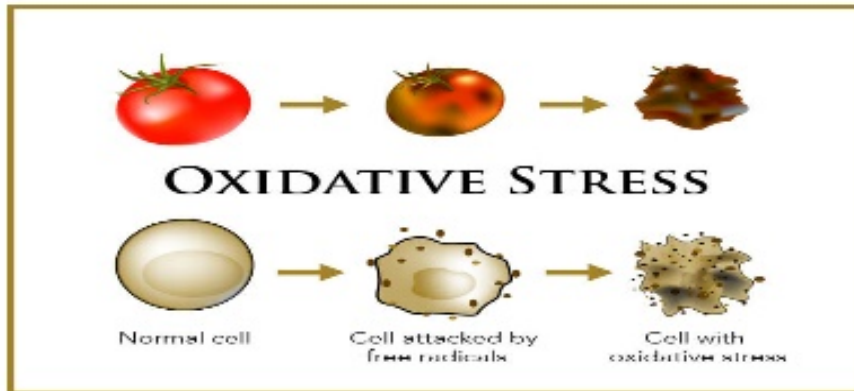 OXIDATIVE STRESS
Normal cell
Cell attacked by
free radicals
Cell with
oxidative stress